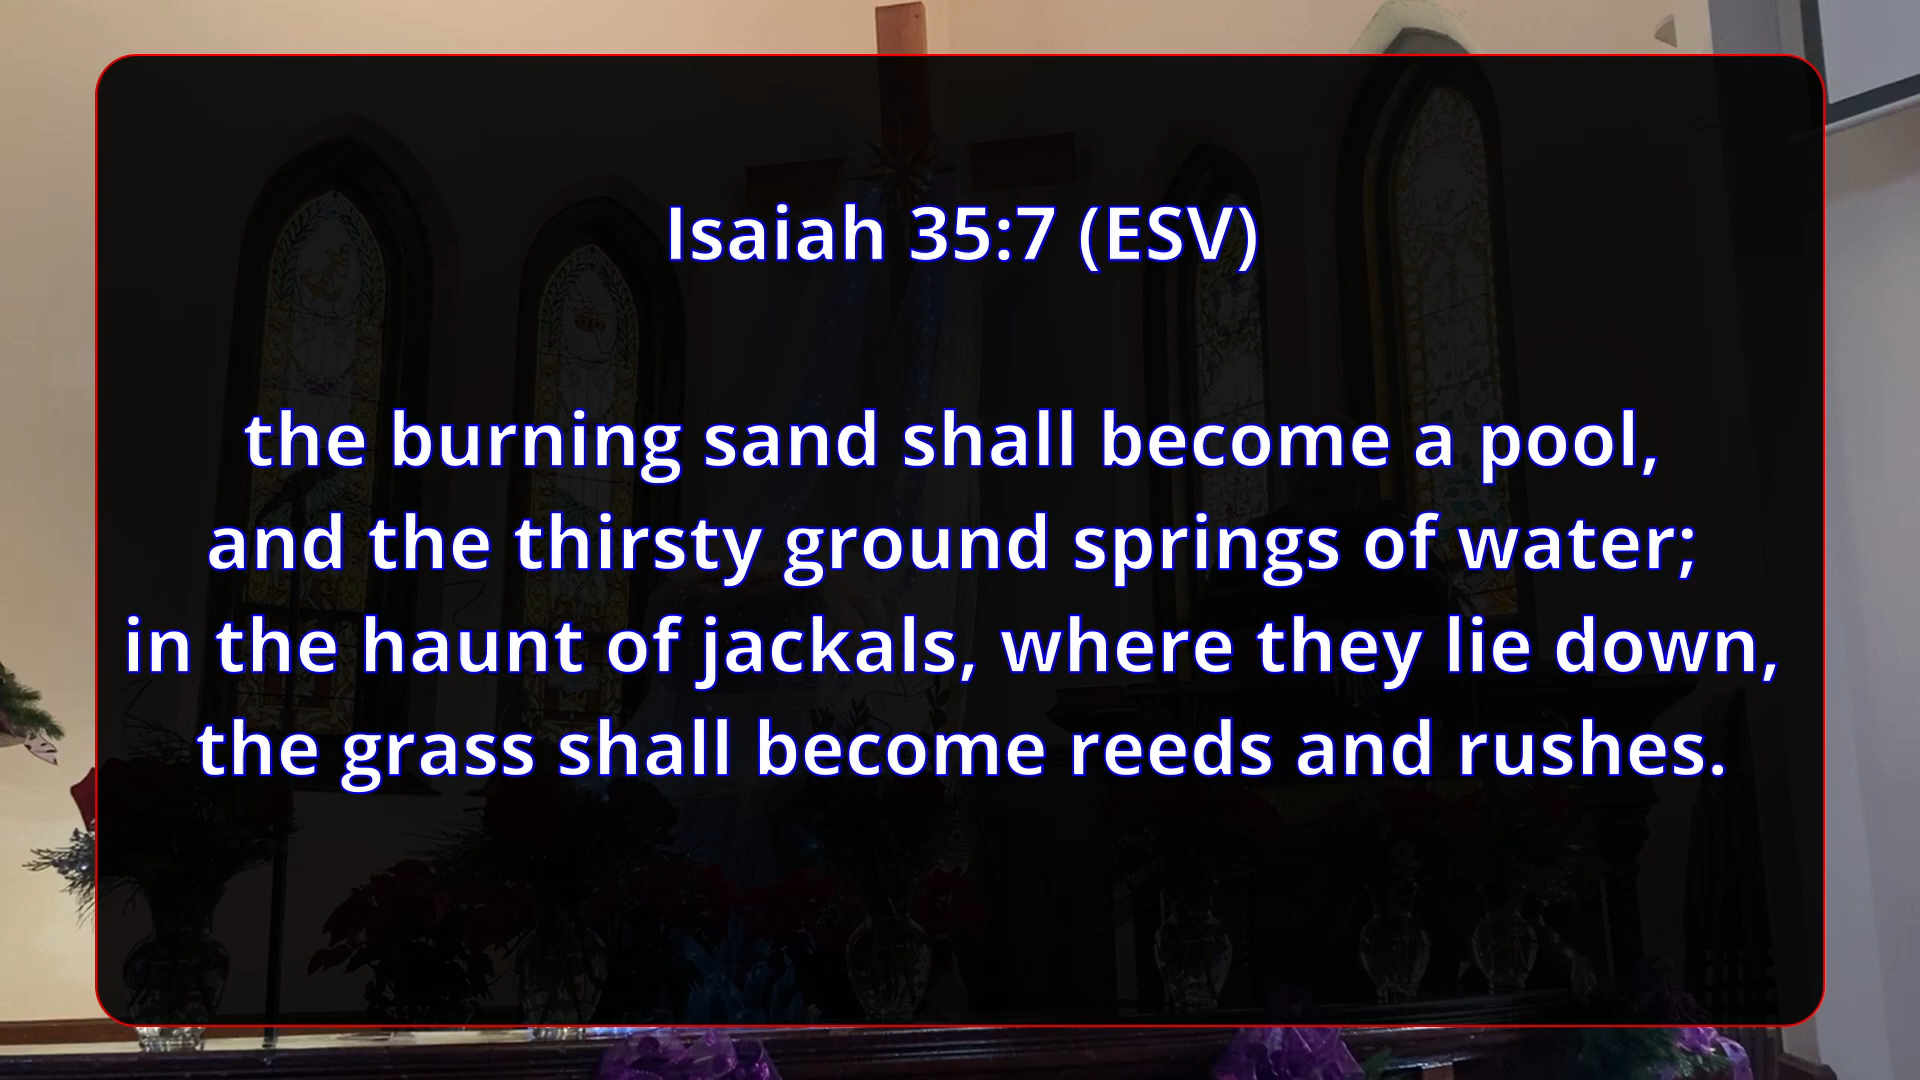 Isaiah 35:7 (ESV)
the burning sand shall become a pool,
and the thirsty ground springs of water;
in the haunt of jackals, where they lie down,
the grass shall become reeds and rushes.